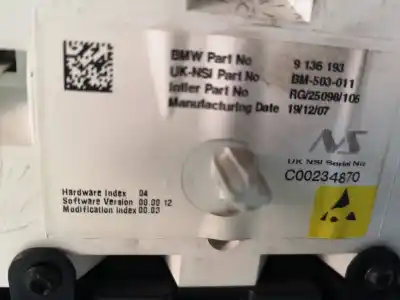 BMW Part No 9 136 193
UK-NSI Part No BM-503-011
Intier Part No RG/25098/106
Manufacturing Date 19/12/07
NS
UK NSI Serial No
C00234870
Hardware Index 04
Software Version 00.00 12
Modification Index 00.03